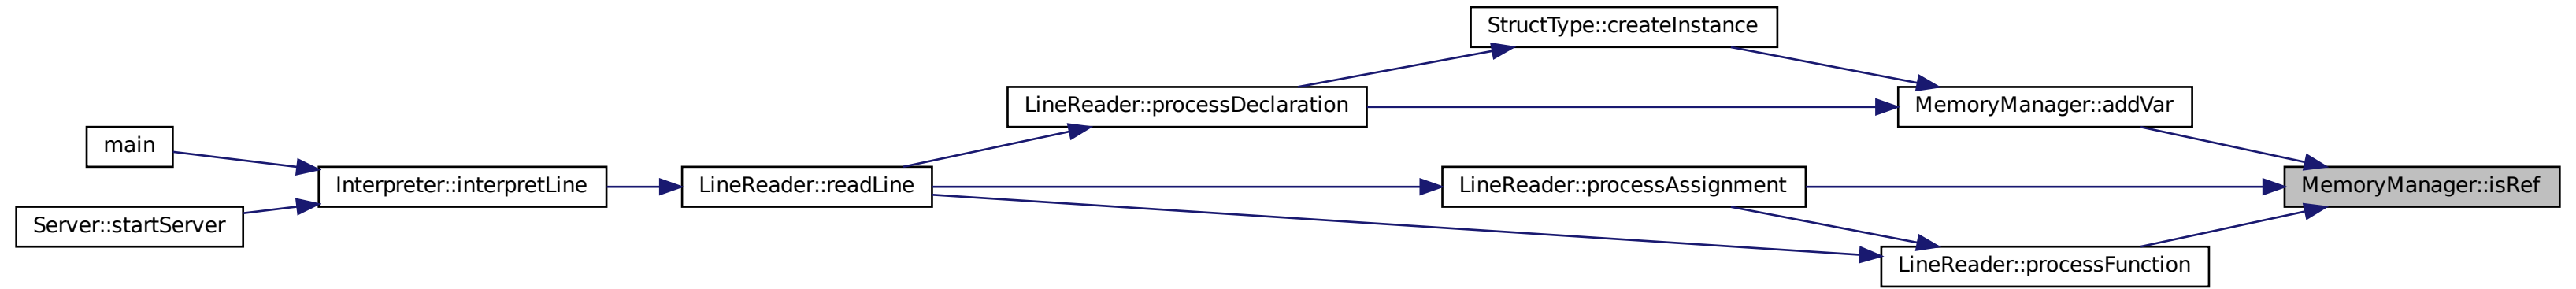 StructType::createInstance
LineReader::processDeclaration
MemoryManager::addVar
main
Interpreter::interpretLine
LineReader::readLine
LineReader::processAssignment
MemoryManager::isRef
Server::startServer
LineReader::processFunction